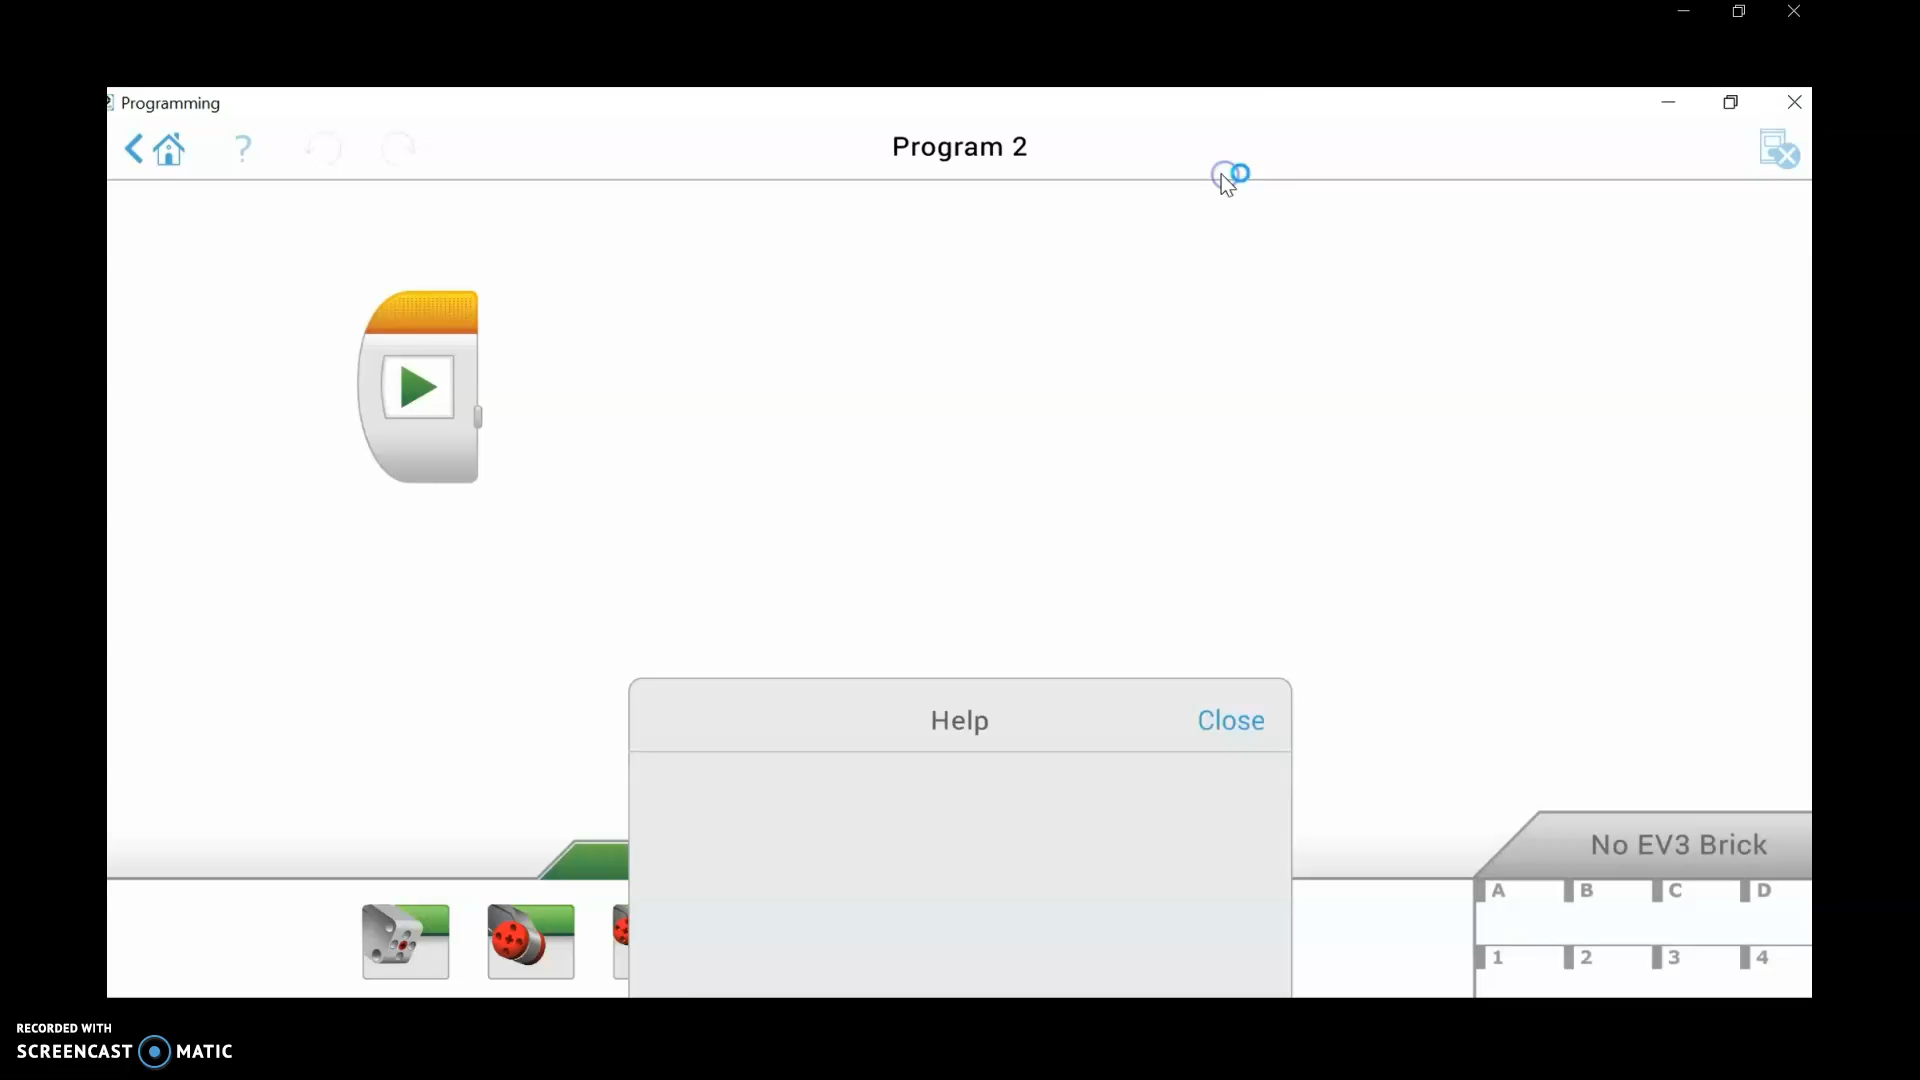 Programming
?
Program 2
Help
Close
No EV3 Brick
A B C D
1 2 3 4
RECORDED WITH
SCREENCAST MATIC